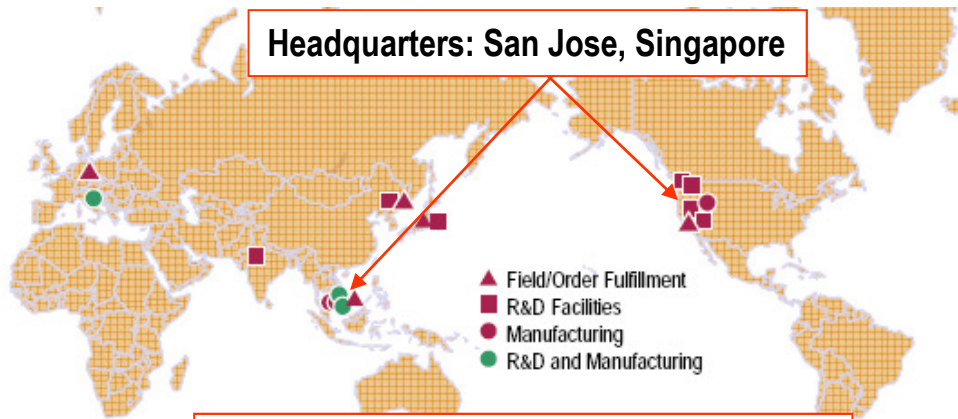 Headquarters: San Jose, Singapore
Field/Order Fulfillment
R&D Facilities
Manufacturing
R&D and Manufacturing